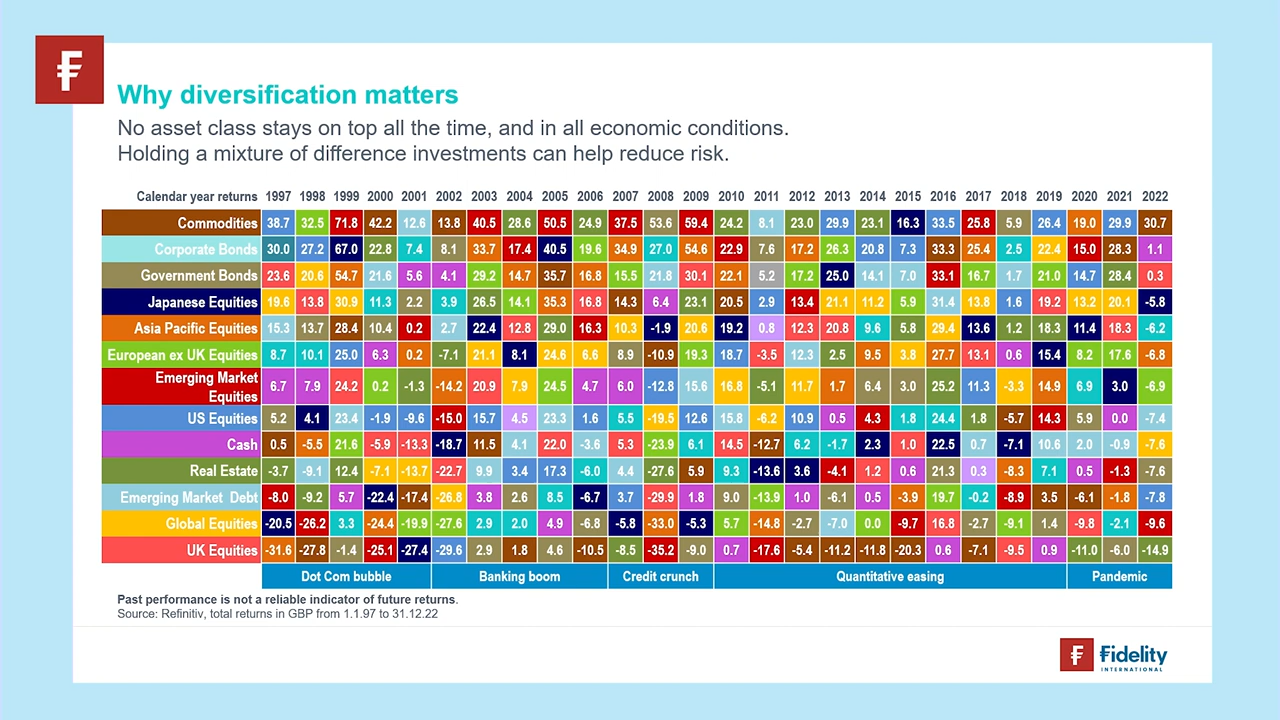 Why diversification matters
No asset class stays on top all the time, and in all economic conditions.
Holding a mixture of difference investments can help reduce risk.
Calendar year returns 1997 1998 1999 2000 2001 2002 2003 2004 2005 2006 2007 2008 2009 2010 2011 2012 2013 2014 2015 2016 2017 2018 2019 2020 2021 2022
Commodities 38.7 32.5 71.8 42.2 12.6 13.8 40.5 28.6 50.5 24.9 37.5 53.6 59.4 24.2 8.1 23.0 29.9 23.1 16.3 33.5 25.8 5.9 26.4 19.0 29.9 30.7
Corporate Bonds 30.0 27.2 67.0 22.8 7.4 8.1 33.7 17.4 40.5 19.6 34.9 27.0 54.6 22.9 7.6 17.2 26.3 20.8 7.3 33.3 25.4 2.5 22.4 15.0 28.3 1.1
Government Bonds 23.6 20.6 54.7 21.6 5.6 4.1 29.2 14.7 35.7 16.8 15.5 21.8 30.1 22.1 5.2 17.2 25.0 14.1 7.0 33.1 16.7 1.7 21.0 14.7 28.4 0.3
Japanese Equities 19.6 13.8 30.9 11.3 2.2 3.9 26.5 14.1 35.3 16.8 14.3 6.4 23.1 20.5 2.9 13.4 21.1 11.2 5.9 31.4 13.8 1.6 19.2 13.2 20.1 -5.8
Asia Pacific Equities 15.3 13.7 28.4 10.4 0.2 2.7 22.4 12.8 29.0 16.3 10.3 -1.9 20.6 19.2 0.8 12.3 20.8 9.6 5.8 29.4 13.6 1.2 18.3 11.4 18.3 -6.2
European ex UK Equities 8.7 10.1 25.0 6.3 0.2 -7.1 21.1 8.1 24.6 6.6 8.9 -10.9 19.3 18.7 -3.5 12.3 2.5 9.5 3.8 27.7 13.1 0.6 15.4 8.2 17.6 -6.8
Emerging Market
Equities 6.7 7.9 24.2 0.2 -1.3 -14.2 20.9 7.9 24.5 4.7 6.0 -12.8 15.6 16.8 -5.1 11.7 1.7 6.4 3.0 25.2 11.3 -3.3 14.9 6.9 3.0 -6.9
US Equities 5.2 4.1 23.4 -1.9 -9.6 -15.0 15.7 4.5 23.3 1.6 5.5 -19.5 12.6 15.8 -6.2 10.9 0.5 4.3 1.8 24.4 1.8 -5.7 14.3 5.9 0.0 -7.4
Cash 0.5 -5.5 21.6 -5.9 -13.3 -18.7 11.5 4.1 22.0 -3.6 5.3 -23.9 6.1 14.5 -12.7 6.2 -1.7 2.3 1.0 22.5 0.7 -7.1 10.6 2.0 -0.9 -7.6
Real Estate -3.7 -9.1 12.4 -7.1 -13.7 -22.7 9.9 3.4 17.3 -6.0 4.4 -27.6 5.9 9.3 -13.6 3.6 -4.1 1.2 0.6 21.3 0.3 -8.3 7.1 0.5 -1.3 -7.6
Emerging Market Debt -8.0 -9.2 5.7 -22.4 -17.4 -26.8 3.8 2.6 8.5 -6.7 3.7 -29.9 1.8 9.0 -13.9 1.0 -6.1 0.5 -3.9 19.7 -0.2 -8.9 3.5 -6.1 -1.8 -7.8
Global Equities -20.5 -26.2 3.3 -24.4 -19.9 -27.6 2.9 2.0 4.9 -6.8 -5.8 -33.0 -5.3 5.7 -14.8 -2.7 -7.0 0.0 -9.7 16.8 -2.7 -9.1 1.4 -9.8 -2.1 -9.6
UK Equities -31.6 -27.8 -1.4 -25.1 -27.4 -29.6 2.9 1.8 4.6 -10.5 -8.5 -35.2 -9.0 0.7 -17.6 -5.4 -11.2 -11.8 -20.3 0.6 -7.1 -9.5 0.9 -11.0 -6.0 -14.9
Dot Com bubble Banking boom Credit crunch Quantitative easing Pandemic
Past performance is not a reliable indicator of future returns.
Source: Refinitiv, total returns in GBP from 1.1.97 to 31.12.22
Fidelity
INTERNATIONAL